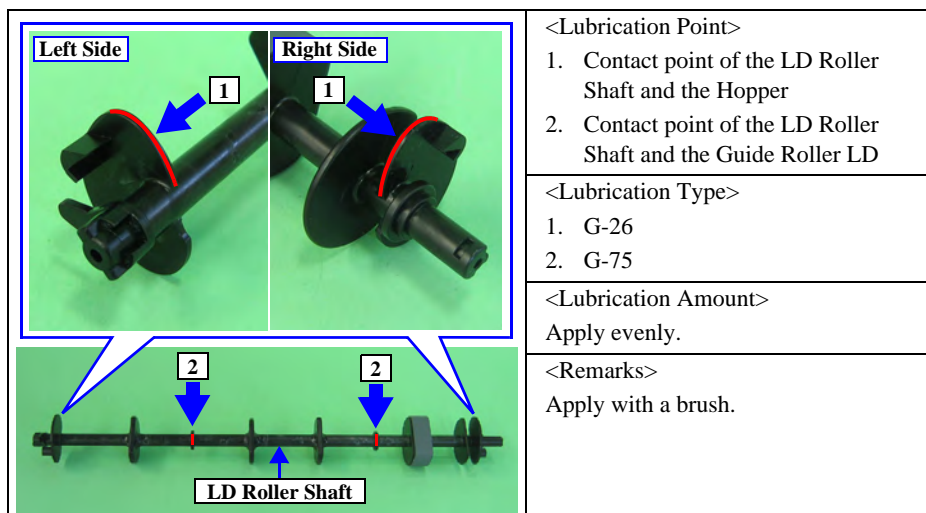 Left Side
Right Side
1
1
2
2
LD Roller Shaft
<Lubrication Point>
1. Contact point of the LD Roller
Shaft and the Hopper
2. Contact point of the LD Roller
Shaft and the Guide Roller LD
<Lubrication Type>
1. G-26
2. G-75
<Lubrication Amount>
Apply evenly.
<Remarks>
Apply with a brush.